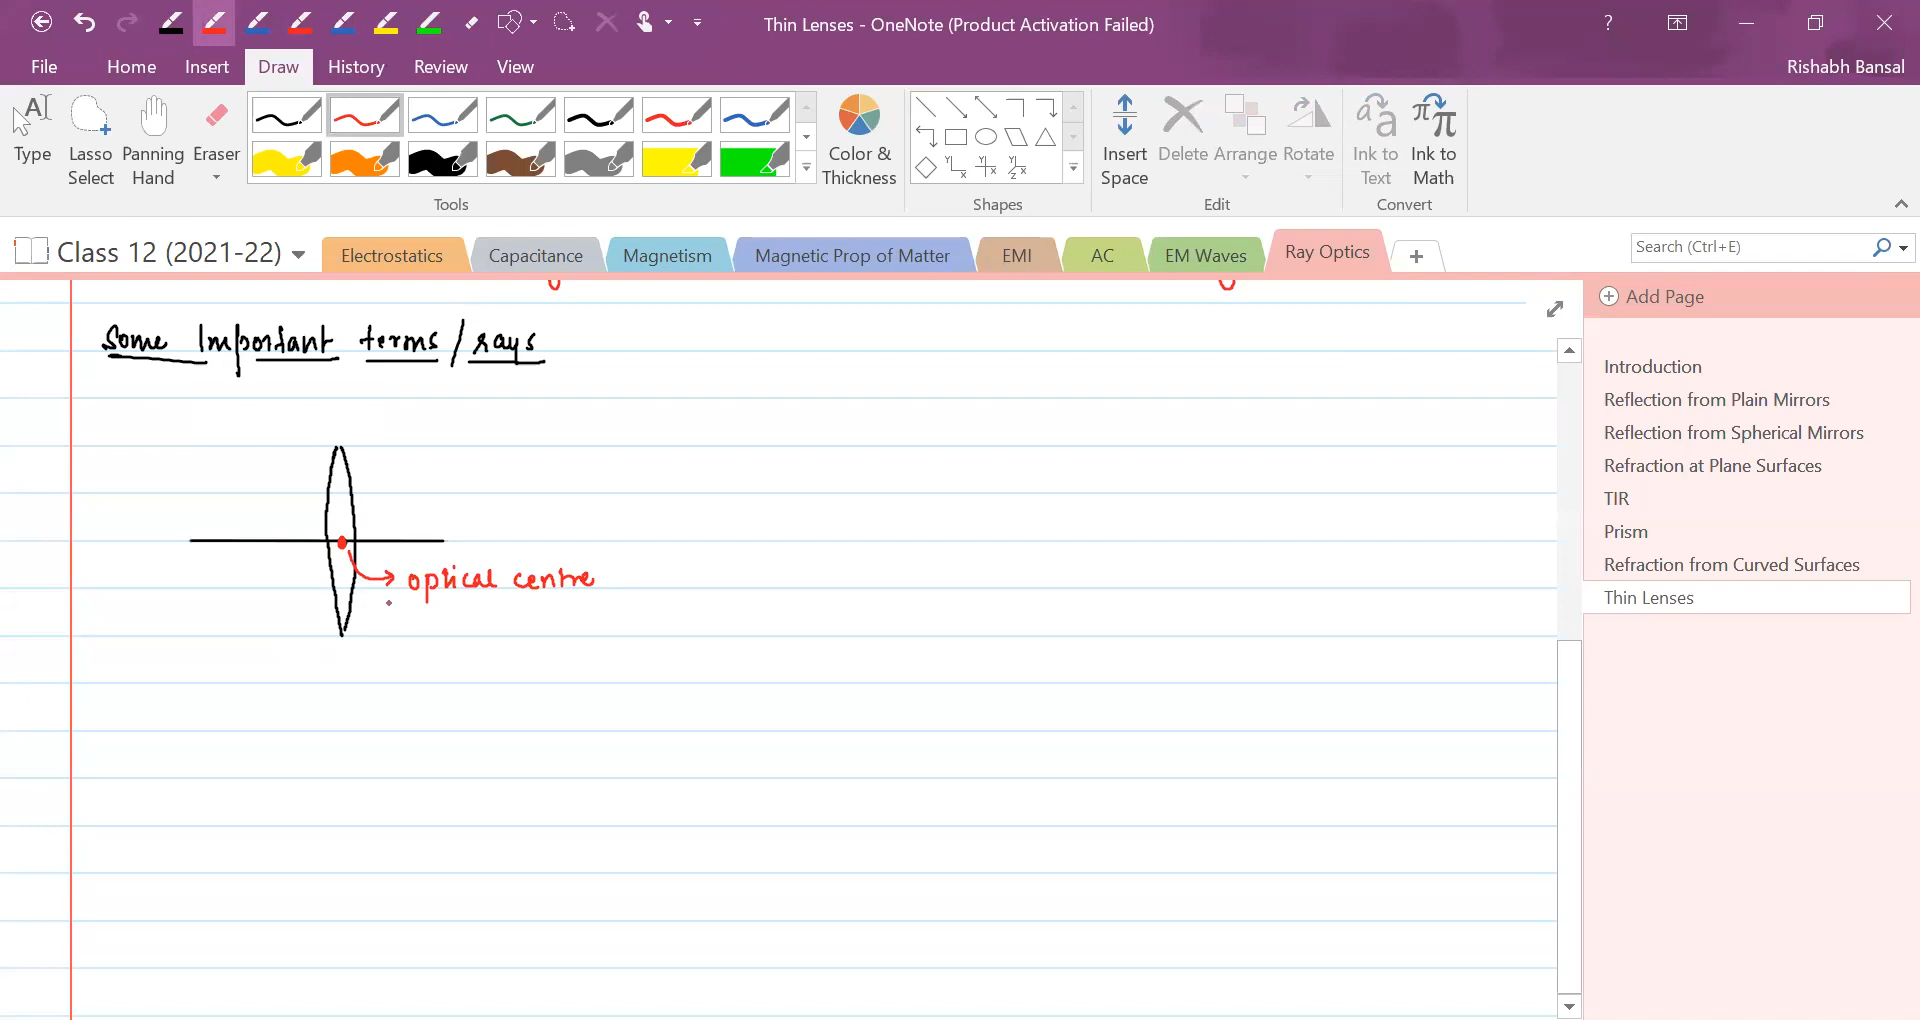 Thin Lenses - OneNote (Product Activation Failed)
?
File Home Insert Draw History Review View
Rishabh Bansal
Type
Lasso Select
Panning Hand
Eraser
Tools
Color & Thickness
Shapes
Insert Space
Delete
Arrange
Rotate
Edit
Ink to Text
Ink to Math
Convert
Class 12 (2021-22)
Electrostatics Capacitance Magnetism Magnetic Prop of Matter EMI AC EM Waves Ray Optics +
Search (Ctrl+E)
Add Page
Introduction
Reflection from Plain Mirrors
Reflection from Spherical Mirrors
Refraction at Plane Surfaces
TIR
Prism
Refraction from Curved Surfaces
Thin Lenses
Some Important terms / rays
optical centre